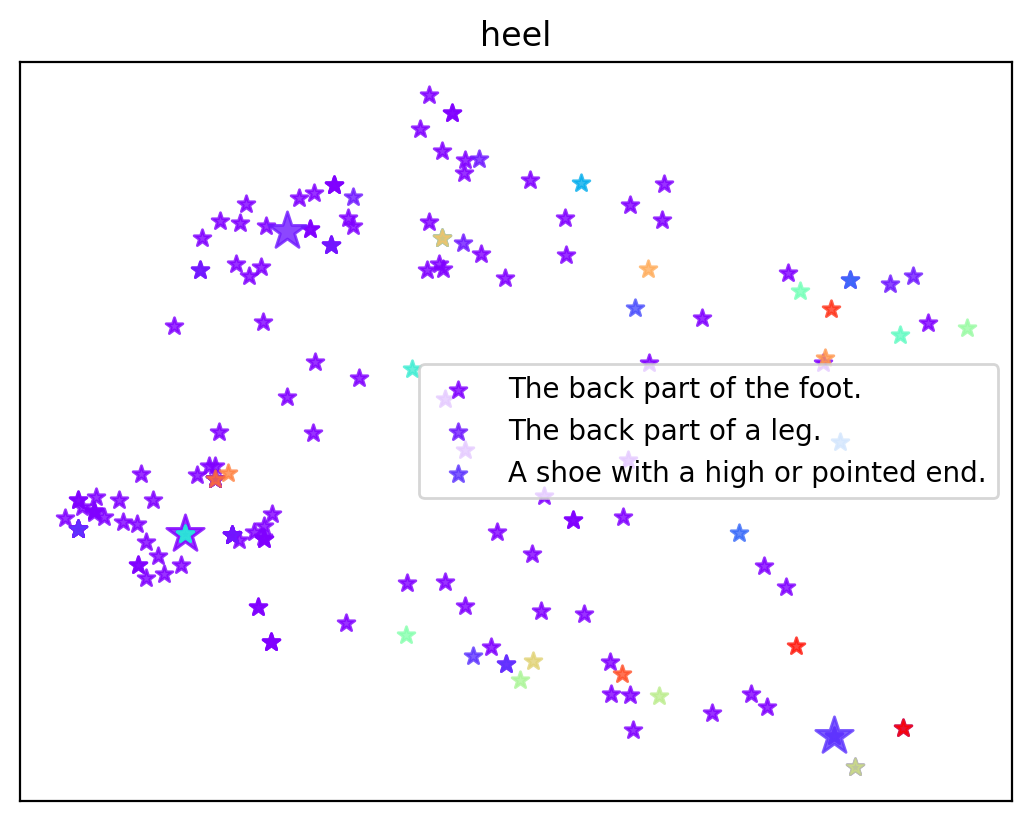 heel
The back part of the foot.
The back part of a leg.
A shoe with a high or pointed end.